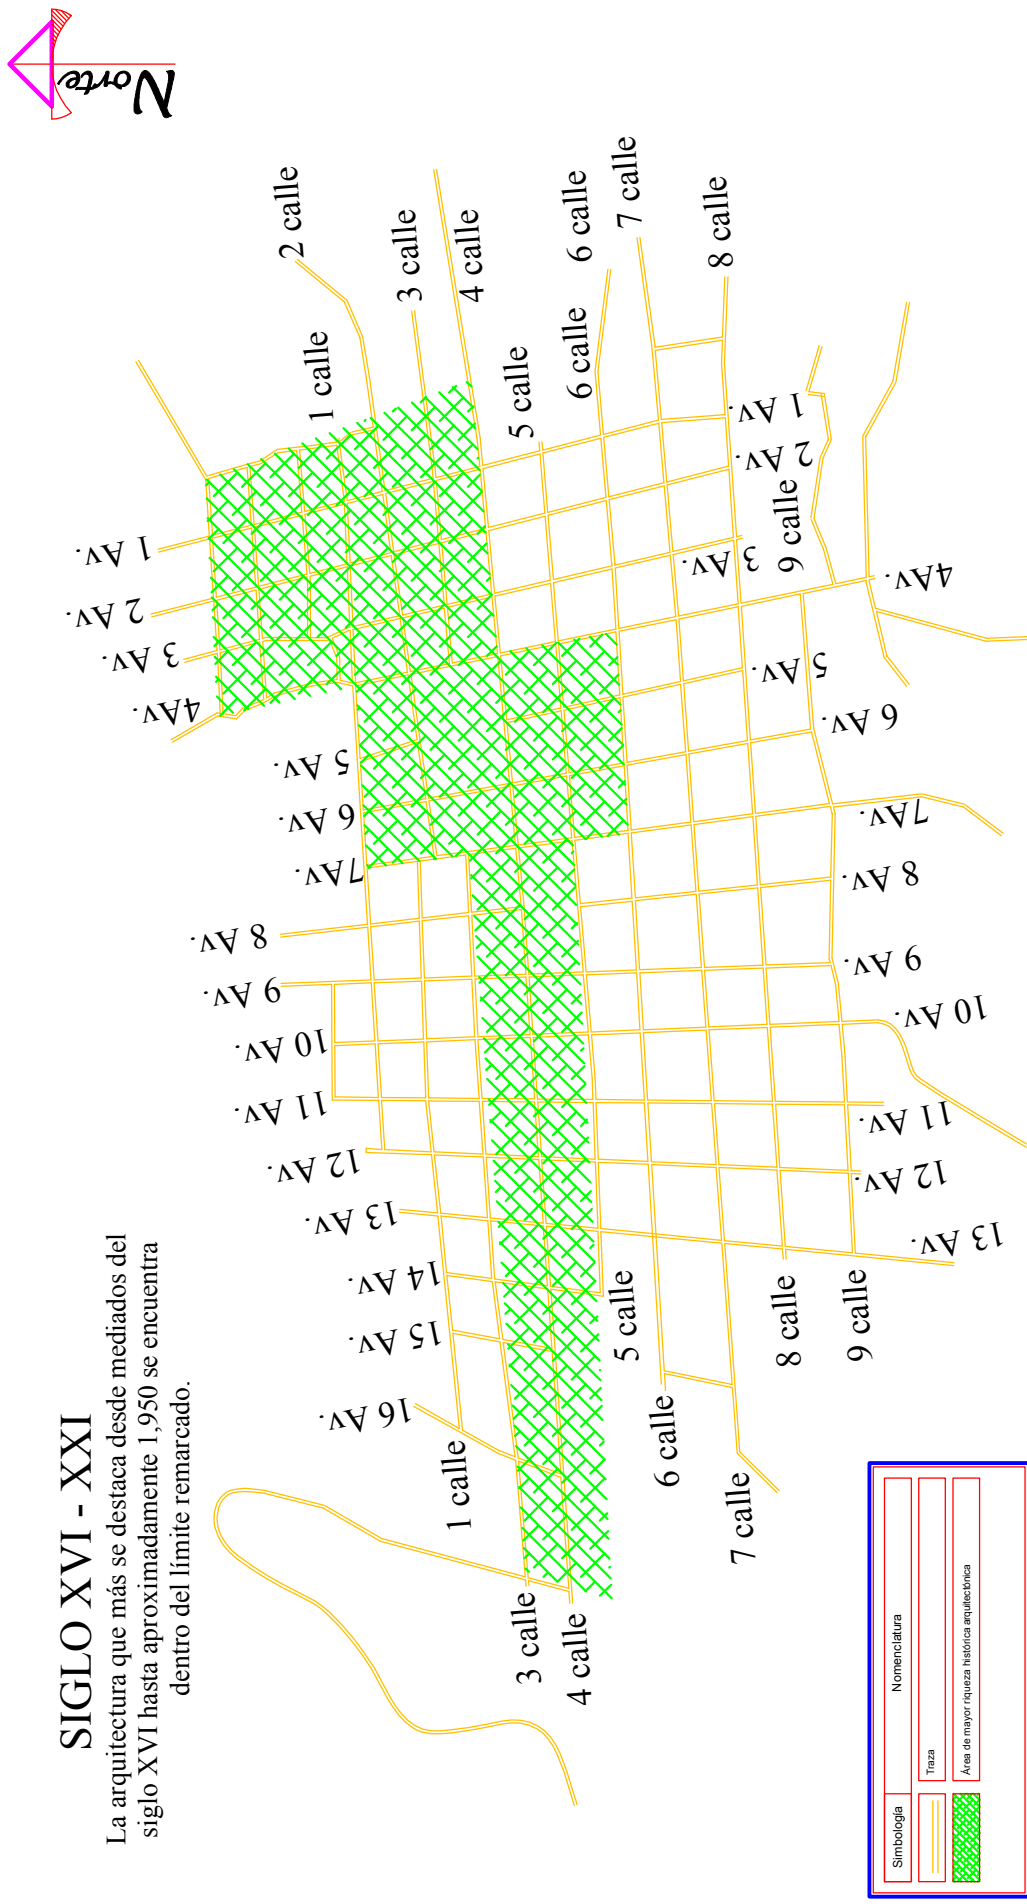 SIGLO XVI - XXI
La arquitectura que más se destaca desde mediados del
siglo XVI hasta aproximadamente 1,950 se encuentra
dentro del límite remarcado.
Norte
2 calle
1 calle
3 calle
4 calle
5 calle
6 calle
6 calle
7 calle
8 calle
9 calle
1 Av.
2 Av.
3 Av.
4Av.
5 Av.
6 Av.
7Av.
8 Av.
9 Av.
10 Av.
11 Av.
12 Av.
13 Av.
14 Av.
15 Av.
16 Av.
1 Av.
2 Av.
3 Av.
4Av.
5 Av.
6 Av.
7Av.
8 Av.
9 Av.
10 Av.
11 Av.
12 Av.
13 Av.
1 calle
3 calle
4 calle
5 calle
6 calle
7 calle
8 calle
9 calle
Simbología
Nomenclatura
Traza
Área de mayor riqueza histórica arquitectónica